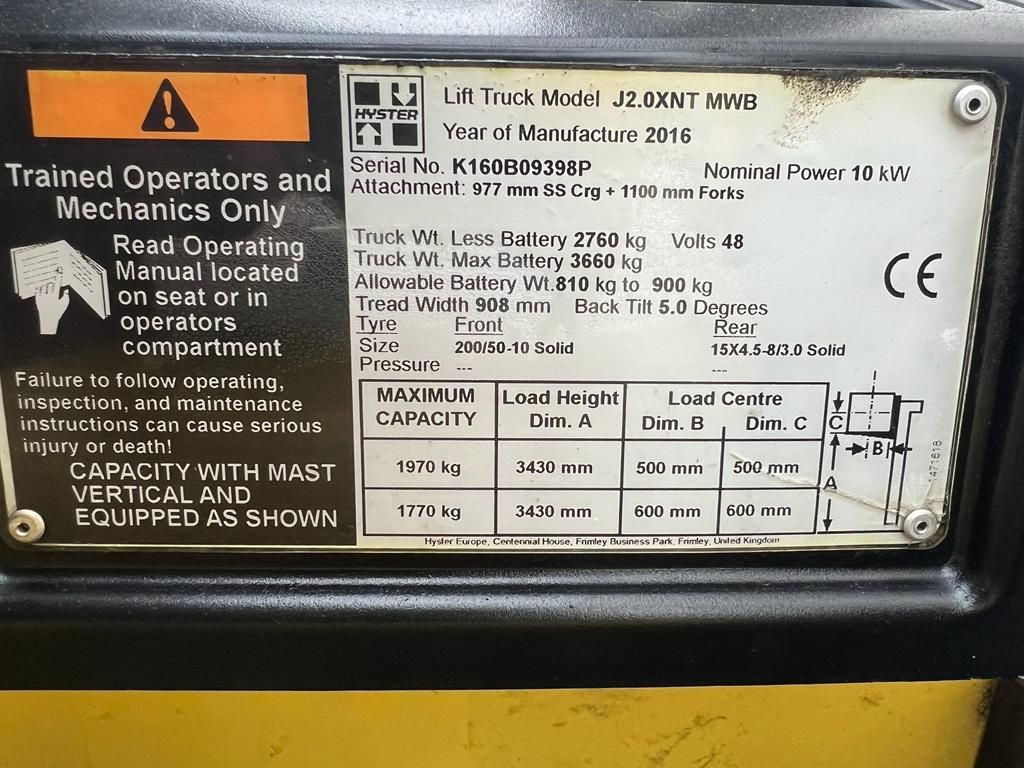 Trained Operators and
Mechanics Only
Read Operating
Manual located
on seat or in
operators
compartment
Failure to follow operating,
inspection, and maintenance
instructions can cause serious
injury or death!
CAPACITY WITH MAST
VERTICAL AND
EQUIPPED AS SHOWN
HYSTER
Lift Truck Model J2.0XNT MWB
Year of Manufacture 2016
Serial No. K160B09398P Nominal Power 10 kW
Attachment: 977 mm SS Crg + 1100 mm Forks
Truck Wt. Less Battery 2760 kg Volts 48
Truck Wt. Max Battery 3660 kg
Allowable Battery Wt.810 kg to 900 kg
Tread Width 908 mm Back Tilt 5.0 Degrees
Tyre Front Rear
Size 200/50-10 Solid 15X4.5-8/3.0 Solid
Pressure --- ---
MAXIMUM CAPACITY Load Height Dim. A Load Centre Dim. B Dim. C
1970 kg 3430 mm 500 mm 500 mm
1770 kg 3430 mm 600 mm 600 mm
C
B
A
1471618
CE
Hyster Europe, Centennial House, Frimley Business Park, Frimley, United Kingdom